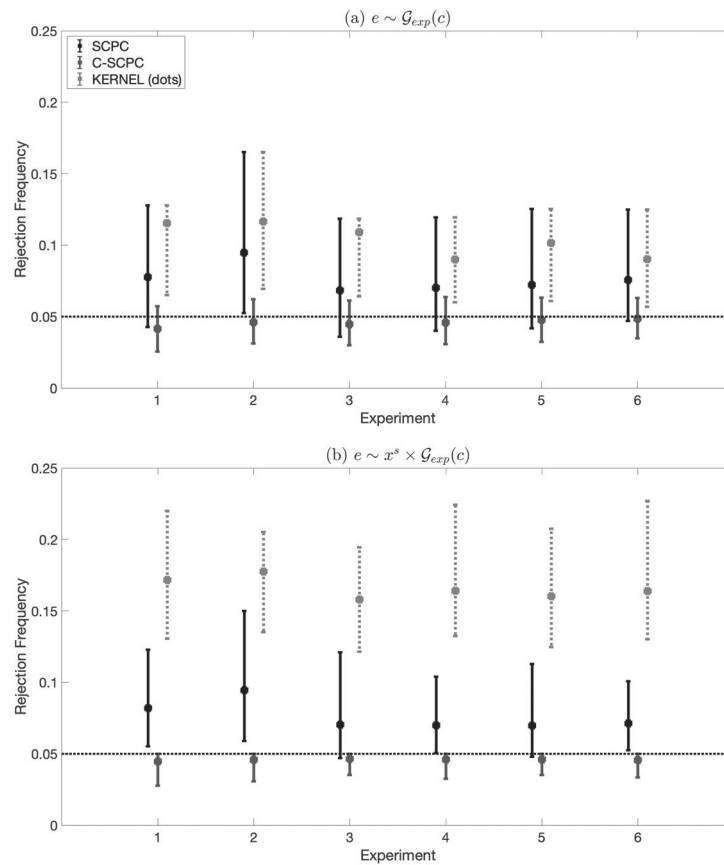 (a) e ∼ 𝒢exp(c)
0.25
SCPC
C-SCPC
KERNEL (dots)
0.2
0.15
Rejection Frequency
0.1
0.05
0
1 2 3 4 5 6
Experiment
(b) e ∼ xˢ × 𝒢exp(c)
0.25
0.2
0.15
Rejection Frequency
0.1
0.05
0
1 2 3 4 5 6
Experiment